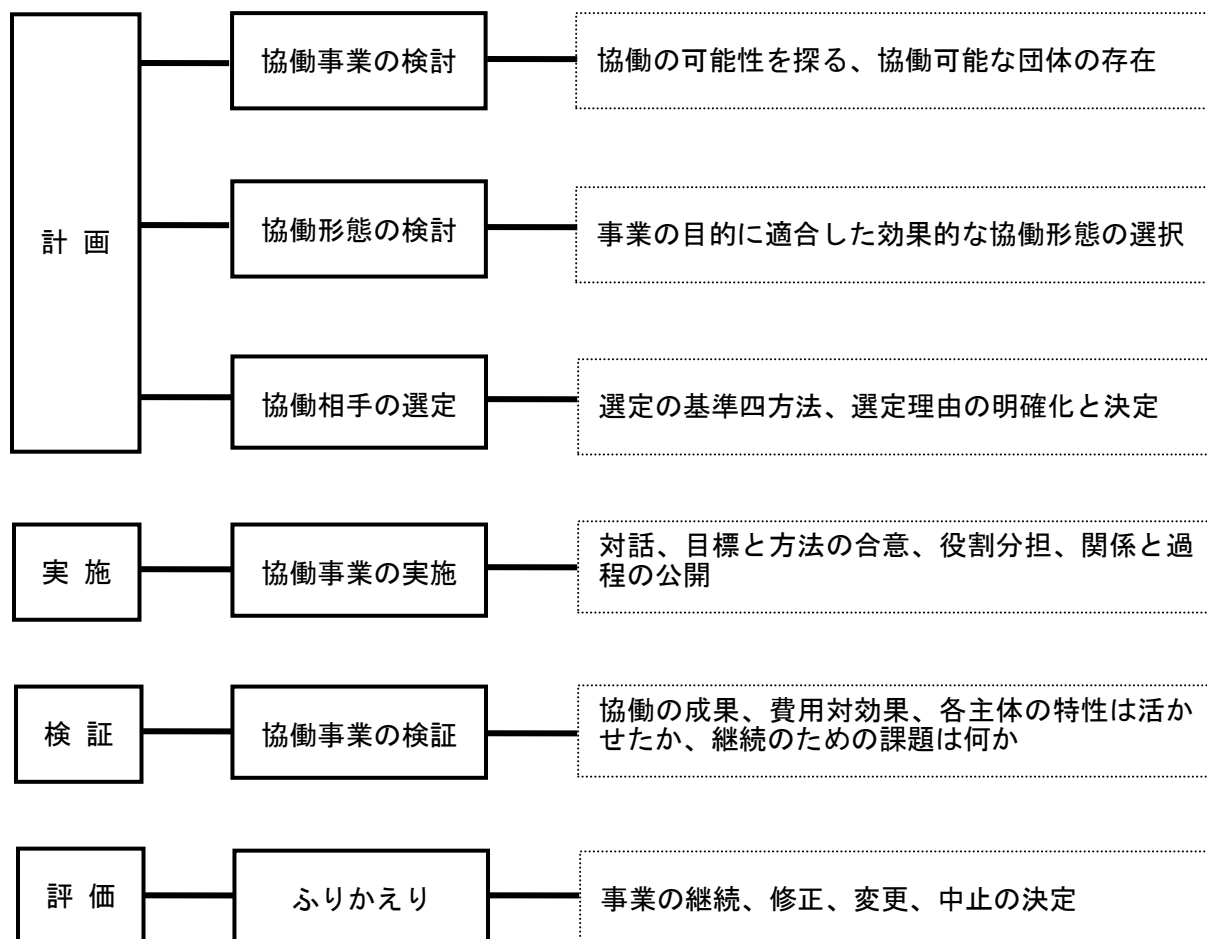 計画
協働事業の検討
協働の可能性を探る、協働可能な団体の存在
協働形態の検討
事業の目的に適合した効果的な協働形態の選択
協働相手の選定
選定の基準四方法、選定理由の明確化と決定
実施
協働事業の実施
対話、目標と方法の合意、役割分担、関係と過
程の公開
検証
協働事業の検証
協働の成果、費用対効果、各主体の特性は活か
せたか、継続のための課題は何か
評価
ふりかえり
事業の継続、修正、変更、中止の決定